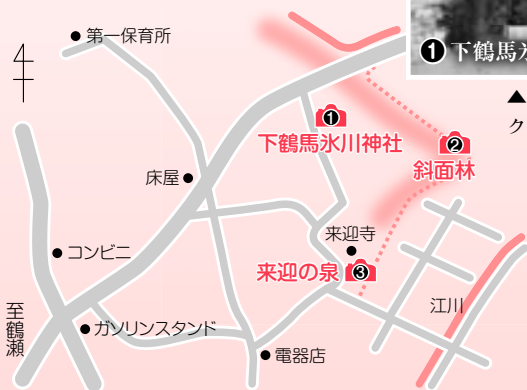 第一保育所
❶下鶴馬氷
▲
ク
❶
下鶴馬氷川神社
❷
斜面林
床屋
来迎寺
コンビニ
来迎の泉 ❸
江川
至鶴瀬
ガソリンスタンド
電器店